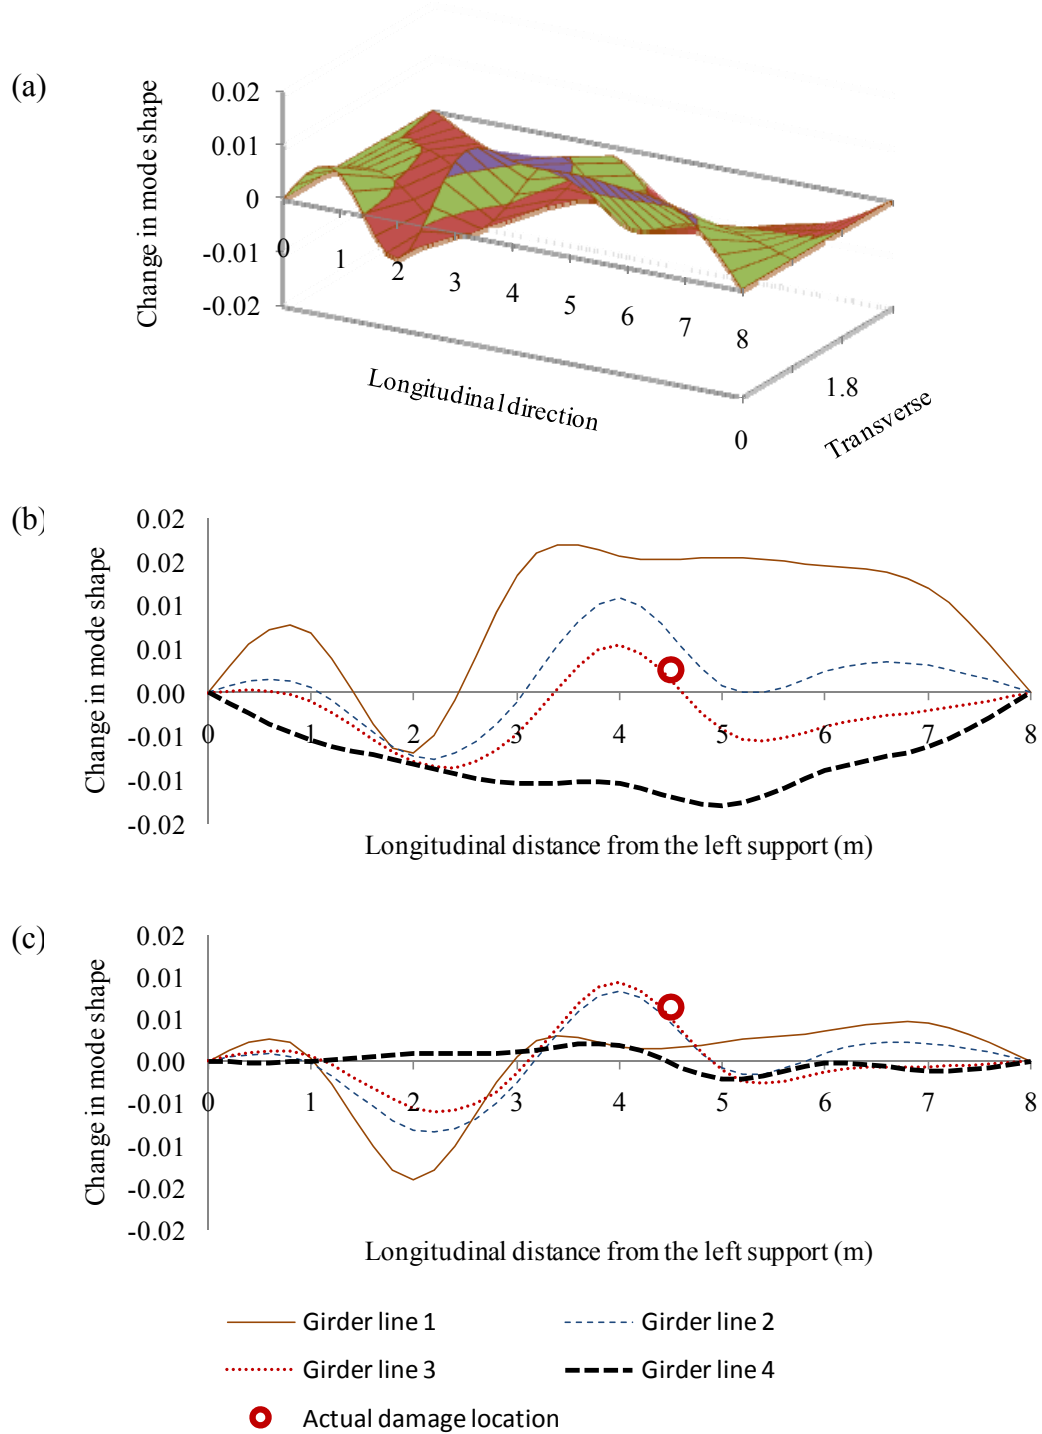 (a)
Change in mode shape
0.02
0.01
0
-0.01
-0.02
0 1 2 3 4 5 6 7 8
Longitudinal direction
0 1.8
Transverse
(b)
Change in mode shape
0.02
0.02
0.01
0.01
0.00
-0.01
-0.01
-0.02
0 1 2 3 4 5 6 7 8
Longitudinal distance from the left support (m)
(c)
Change in mode shape
0.02
0.01
0.01
0.00
-0.01
-0.01
-0.02
-0.02
0 1 2 3 4 5 6 7 8
Longitudinal distance from the left support (m)
Girder line 1
Girder line 2
Girder line 3
Girder line 4
Actual damage location